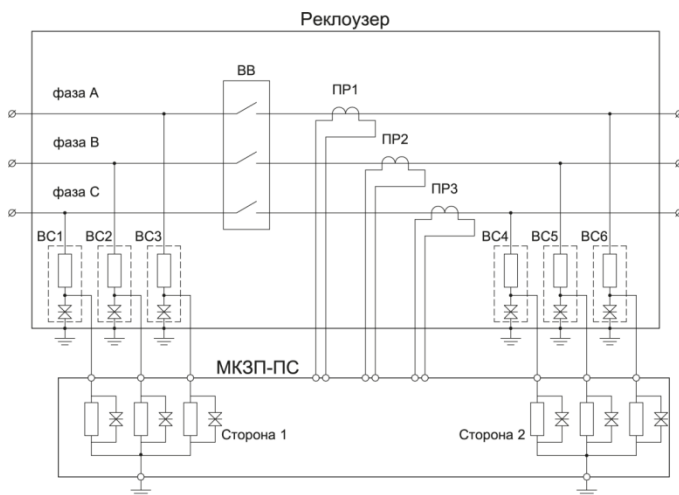 Реклоузер
ВВ
ПР1
фаза А
ПР2
фаза В
ПР3
фаза С
ВС1 ВС2 ВС3 ВС4 ВС5 ВС6
МКЗП-ПС
Сторона 1 Сторона 2